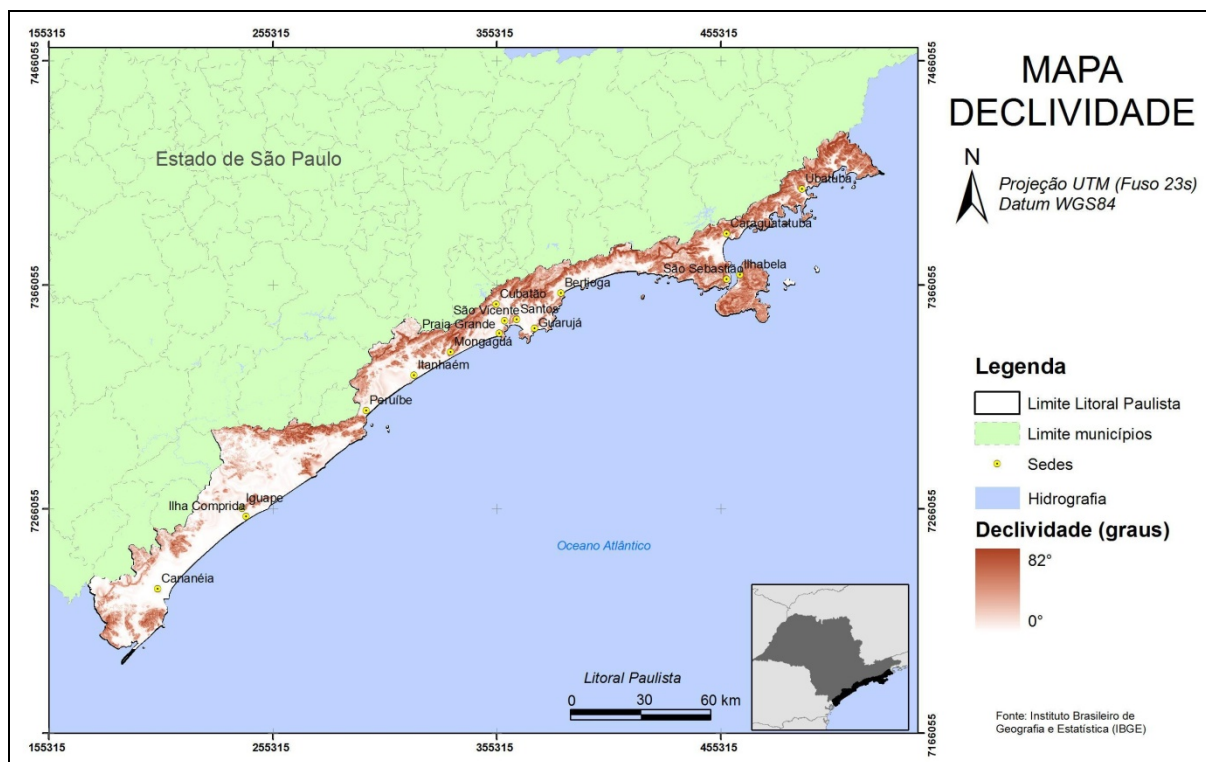 155315
255315
355315
455315
7466055
7466055
7366055
7366055
7266055
7266055
7166055
Estado de São Paulo
Ubatuba
Caraguatatuba
São Sebastião
Ilhabela
Bertioga
Cubatão
São Vicente
Santos
Praia Grande
Guarujá
Mongaguá
Itanhaém
Peruíbe
Iguape
Ilha Comprida
Cananéia
Oceano Atlântico
Litoral Paulista
0 30 60 km
155315
255315
355315
455315
MAPA
DECLIVIDADE
N
Projeção UTM (Fuso 23s)
Datum WGS84
Legenda
Limite Litoral Paulista
Limite municípios
Sedes
Hidrografia
Declividade (graus)
82°
0°
Fonte: Instituto Brasileiro de
Geografia e Estatística (IBGE)